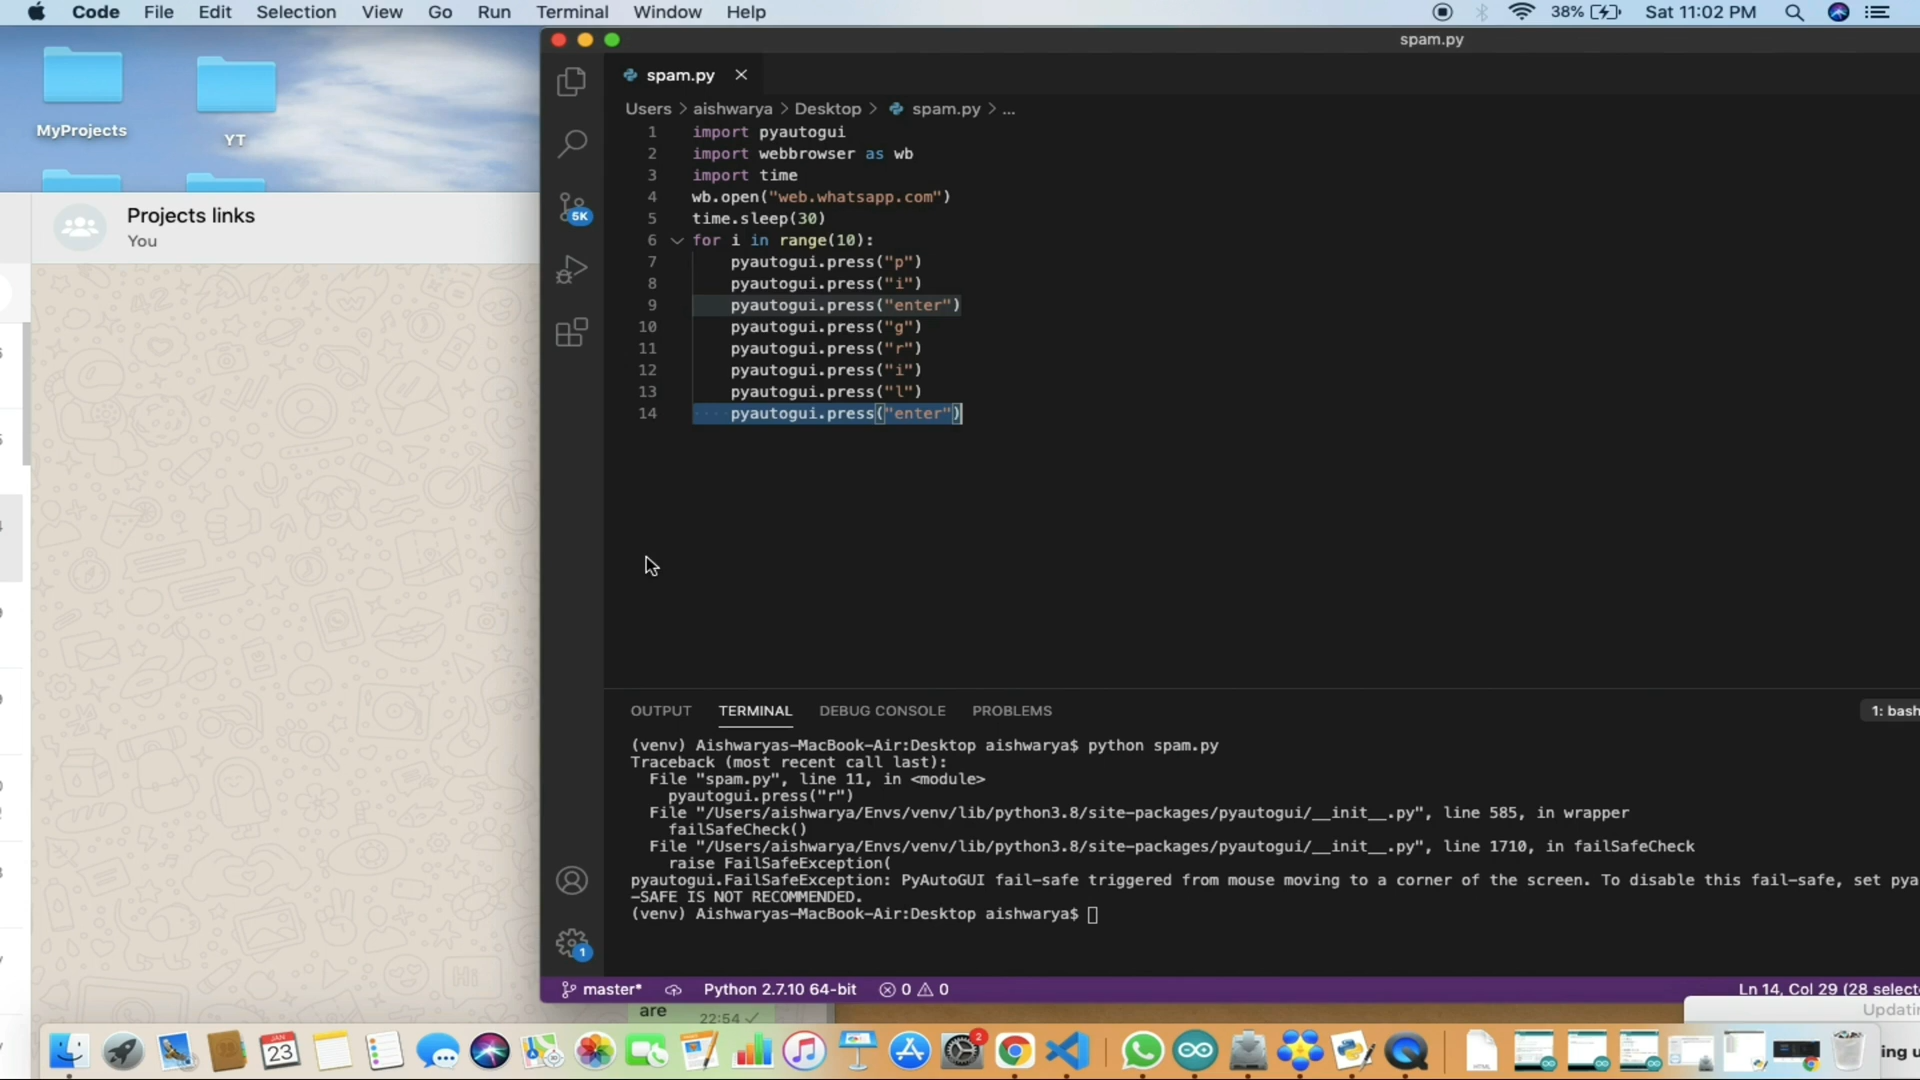 Code File Edit Selection View Go Run Terminal Window Help 38% Sat 11:02 PM
spam.py
MyProjects
YT
spam.py
Users > aishwarya > Desktop > spam.py > ...
5K
1 import pyautogui
2 import webbrowser as wb
3 import time
4 wb.open("web.whatsapp.com")
5 time.sleep(30)
6 for i in range(10):
7 pyautogui.press("p")
8 pyautogui.press("i")
9 pyautogui.press("enter")
10 pyautogui.press("g")
11 pyautogui.press("r")
12 pyautogui.press("i")
13 pyautogui.press("l")
14 pyautogui.press("enter")
Projects links
You
OUTPUT TERMINAL DEBUG CONSOLE PROBLEMS 1: bash
(venv) Aishwaryas-MacBook-Air:Desktop aishwarya$ python spam.py
Traceback (most recent call last):
File "spam.py", line 11, in <module>
pyautogui.press("r")
File "/Users/aishwarya/Envs/venv/lib/python3.8/site-packages/pyautogui/__init__.py", line 585, in wrapper
failSafeCheck()
File "/Users/aishwarya/Envs/venv/lib/python3.8/site-packages/pyautogui/__init__.py", line 1710, in failSafeCheck
raise FailSafeException(
pyautogui.FailSafeException: PyAutoGUI fail-safe triggered from mouse moving to a corner of the screen. To disable this fail-safe, set pya
-SAFE IS NOT RECOMMENDED.
(venv) Aishwaryas-MacBook-Air:Desktop aishwarya$
1
master* Python 2.7.10 64-bit 0 0 Ln 14, Col 29 (28 select
are
22:54
Updati
JAN
23
2
HTML
ing u